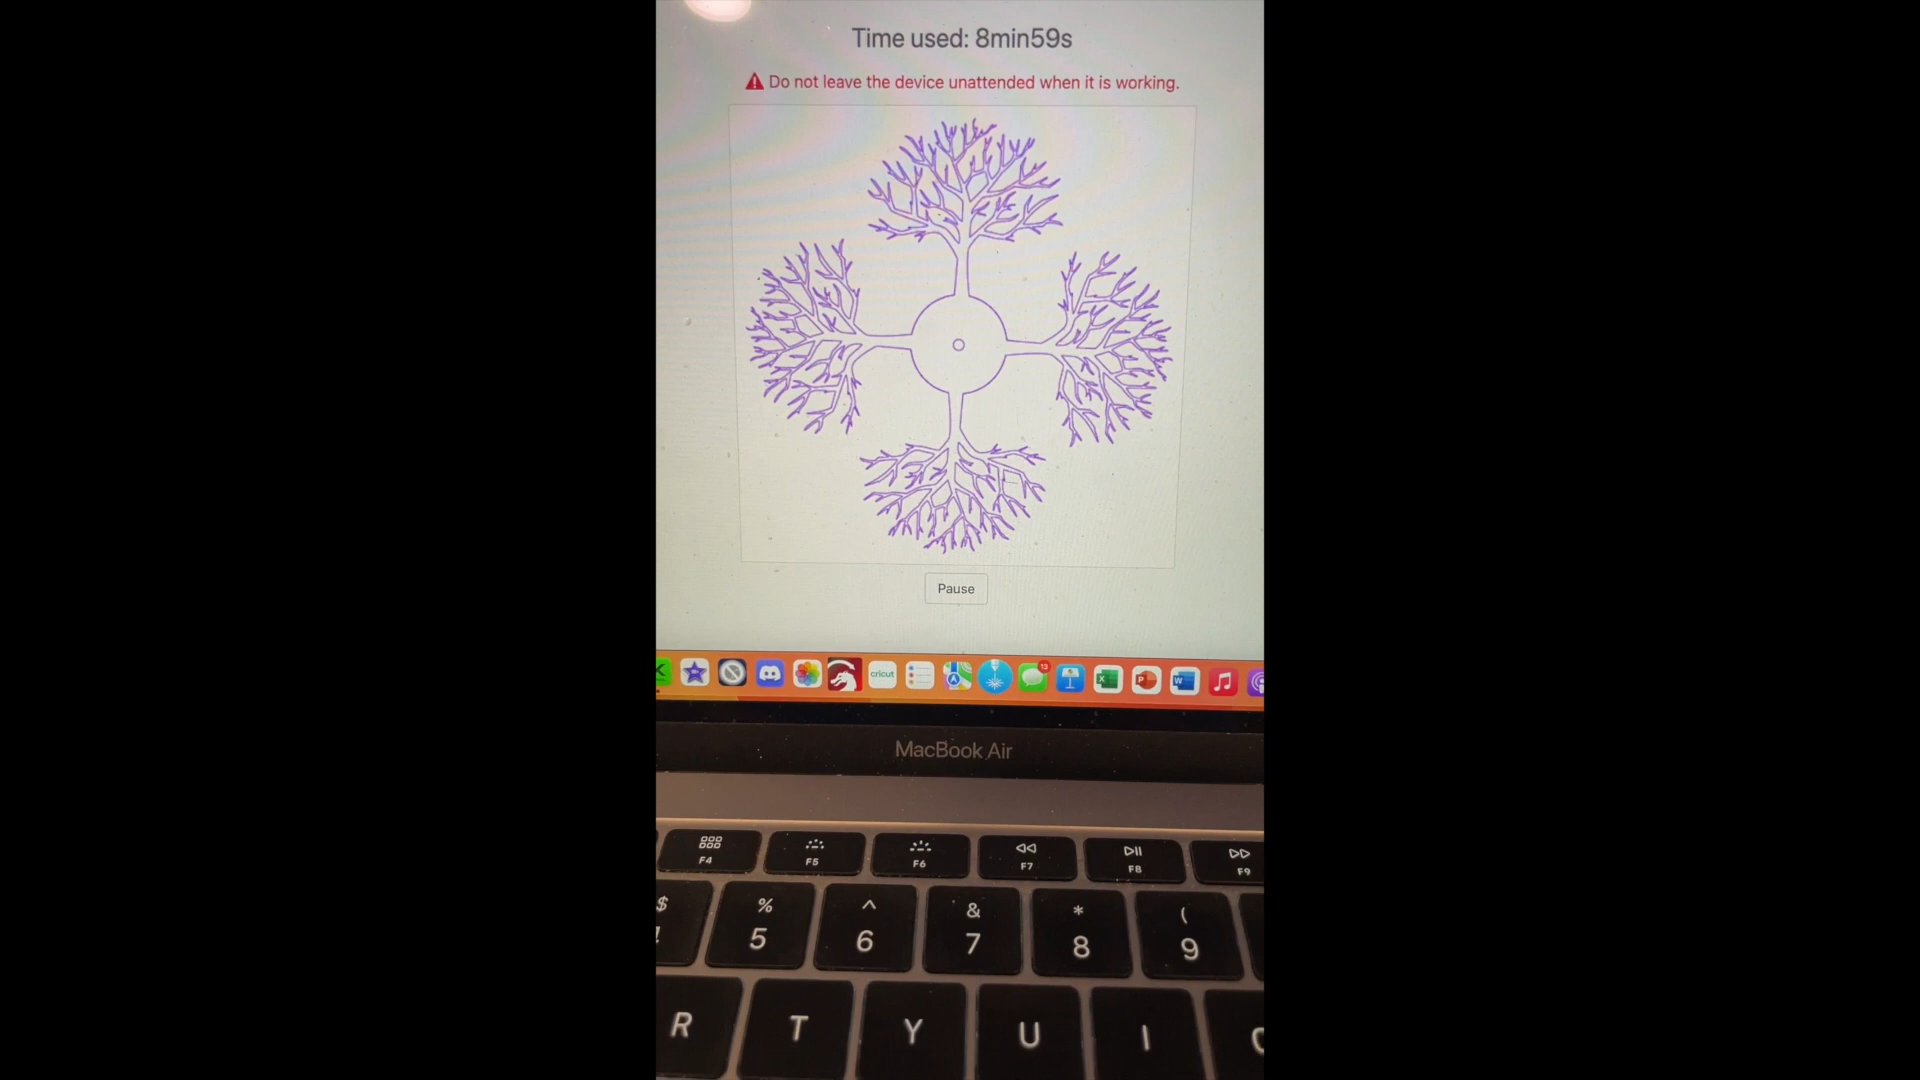 Time used: 8min59s
Do not leave the device unattended when it is working.
Pause
cricut
13
MacBook Air
F4 F5 F6 F7 F8 F9
$ % ^ & * (
5 6 7 8 9
R T Y U I